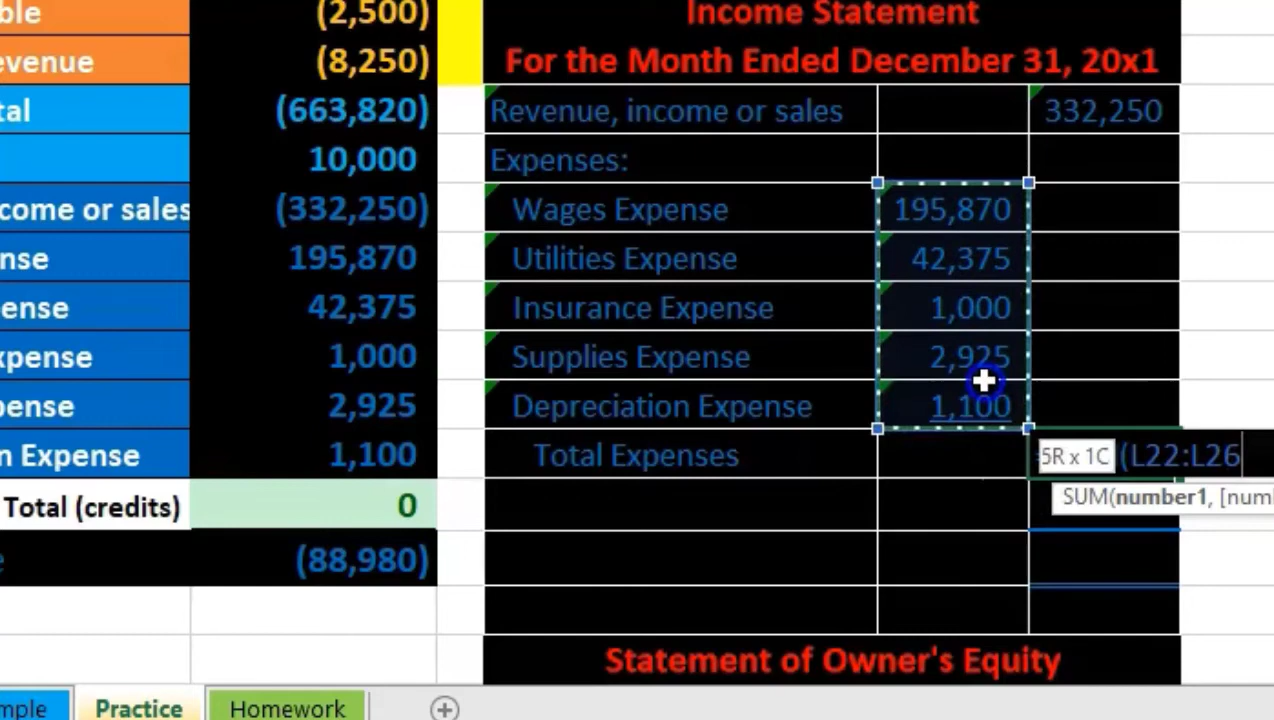 ble (2,500)
evenue (8,250)
tal (663,820)
10,000
come or sales (332,250)
nse 195,870
ense 42,375
xpense 1,000
pense 2,925
n Expense 1,100
Total (credits) 0
e (88,980)
Income Statement
For the Month Ended December 31, 20x1
Revenue, income or sales 332,250
Expenses:
Wages Expense 195,870
Utilities Expense 42,375
Insurance Expense 1,000
Supplies Expense 2,925
Depreciation Expense 1,100
Total Expenses 5R x 1C (L22:L26
SUM(number1, [num
Statement of Owner's Equity
mple Practice Homework